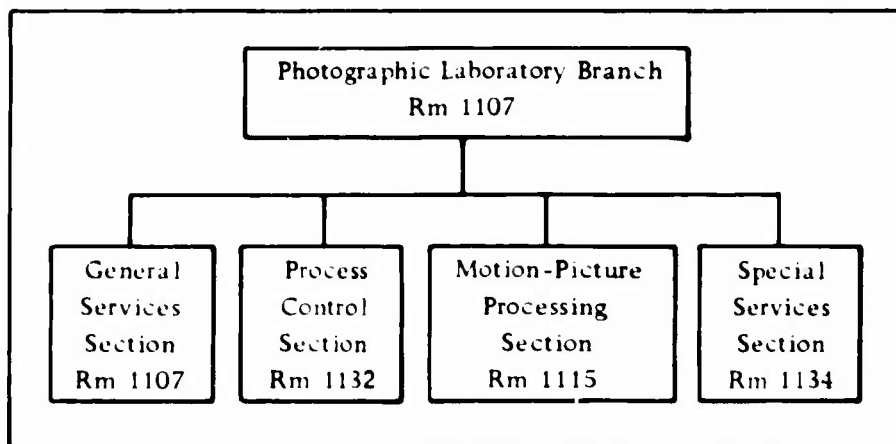 Photographic Laboratory Branch
Rm 1107
General
Services
Section
Rm 1107
Process
Control
Section
Rm 1132
Motion-Picture
Processing
Section
Rm 1115
Special
Services
Section
Rm 1134